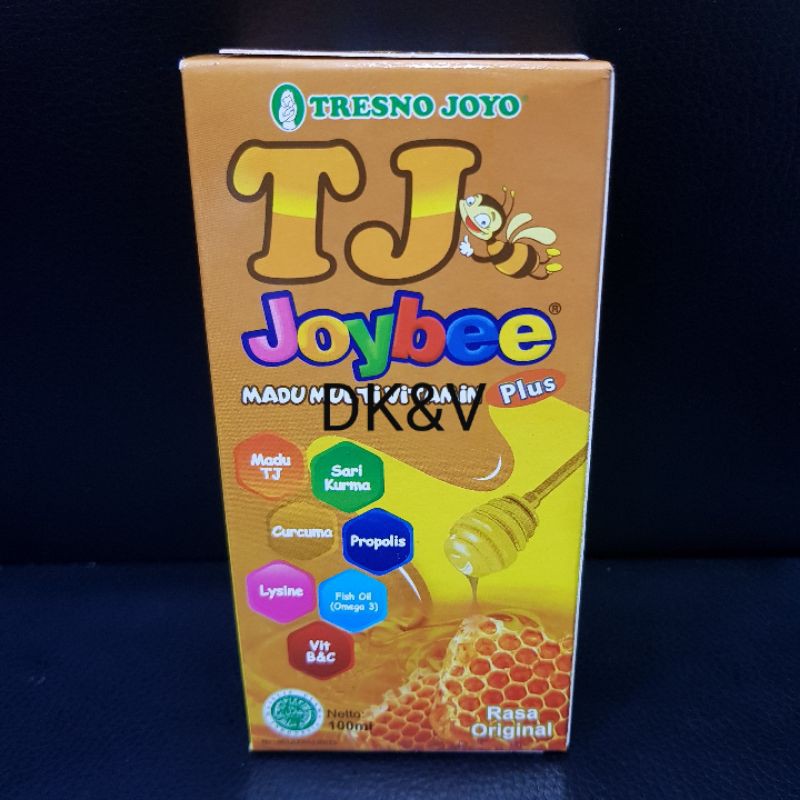 TRESNO JOYO
TJ
Joybee®
MADU MULTIVITAMIN Plus
DK&V
Madu
TJ
Sari
Kurma
Curcuma
Propolis
Lysine
Fish Oil
(Omega 3)
Vit
B&C
Netto:
100ml
Rasa
Original